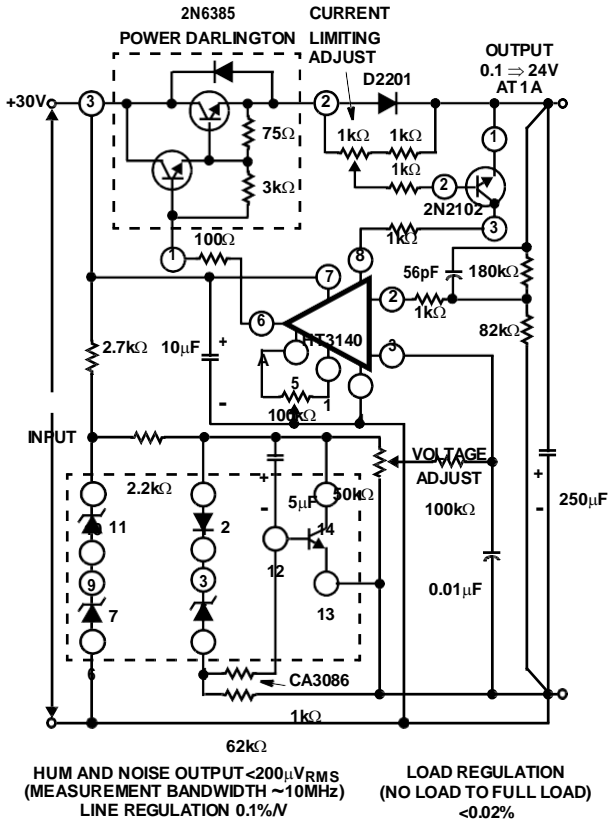 2N6385
POWER DARLINGTON
CURRENT
LIMITING
ADJUST
OUTPUT
0.1 ⇒ 24V
AT 1A
D2201
+30V
3
2
1
75Ω
1kΩ
1kΩ
3kΩ
2
2N2102
1kΩ
3
1
100Ω
8
56pF
180kΩ
7
2
1kΩ
6
HT3140
82kΩ
2.7kΩ
10μF
+
-
3
A
5
1
4
100kΩ
INPUT
2.2kΩ
+
5μF
-
50kΩ
VOLTAGE
ADJUST
100kΩ
+
250μF
-
11
2
14
12
9
3
13
0.01μF
7
6
CA3086
1kΩ
62kΩ
HUM AND NOISE OUTPUT <200μVRMS
(MEASUREMENT BANDWIDTH ~10MHz)
LINE REGULATION 0.1%/V
LOAD REGULATION
(NO LOAD TO FULL LOAD)
<0.02%